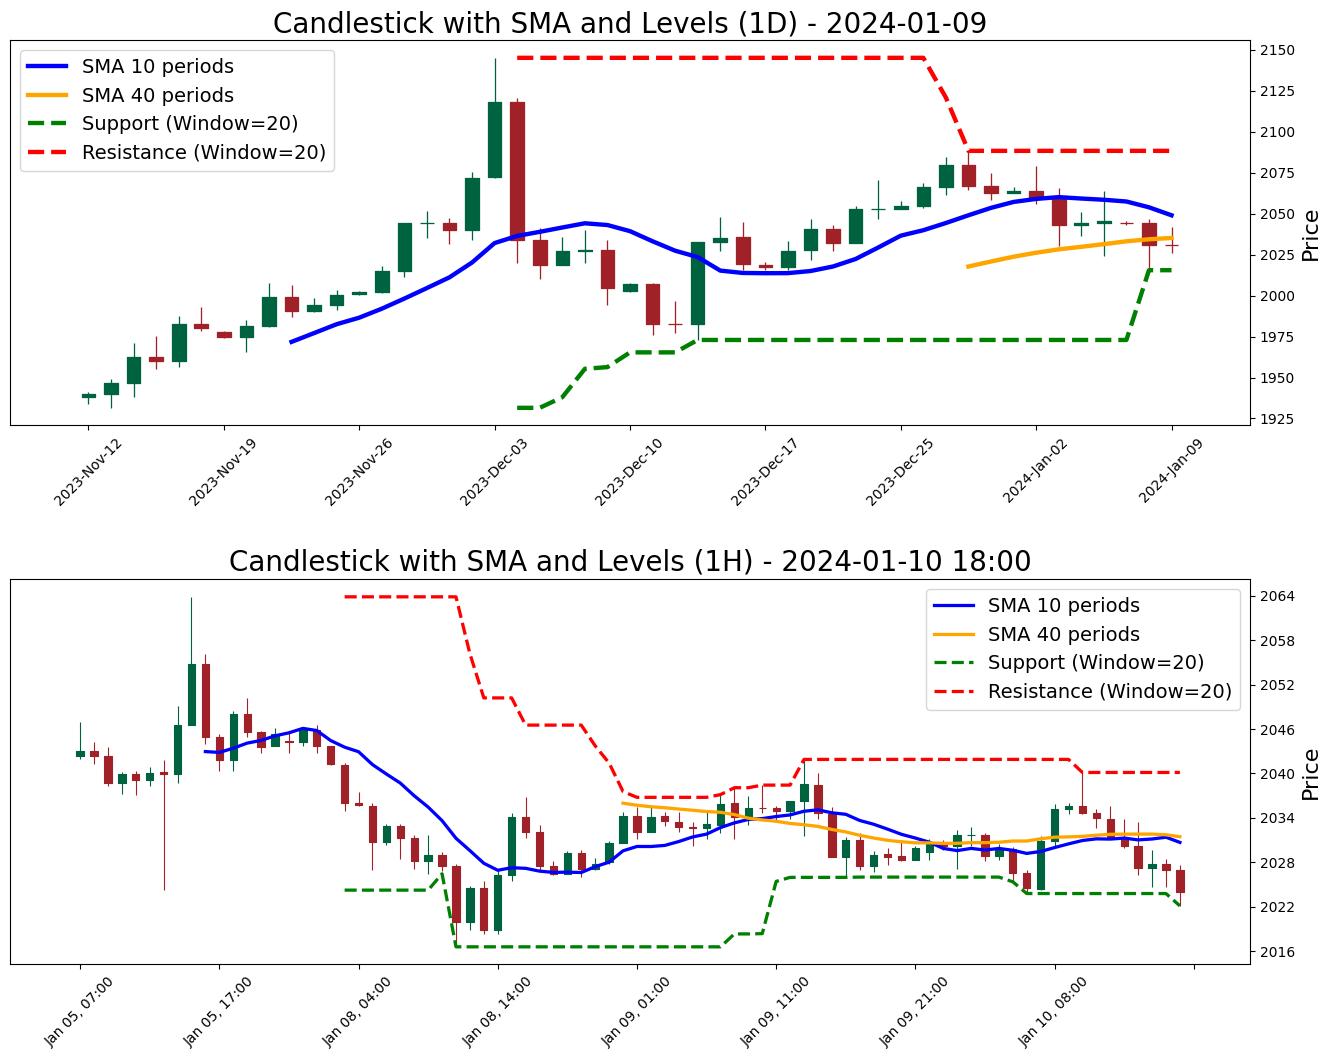 Candlestick with SMA and Levels (1D) - 2024-01-09
SMA 10 periods
SMA 40 periods
Support (Window=20)
Resistance (Window=20)
2150
2125
2100
2075
2050
2025
2000
1975
1950
1925
Price
2023-Nov-12
2023-Nov-19
2023-Nov-26
2023-Dec-03
2023-Dec-10
2023-Dec-17
2023-Dec-25
2024-Jan-02
2024-Jan-09
Candlestick with SMA and Levels (1H) - 2024-01-10 18:00
SMA 10 periods
SMA 40 periods
Support (Window=20)
Resistance (Window=20)
2064
2058
2052
2046
2040
2034
2028
2022
2016
Price
Jan 05, 07:00
Jan 05, 17:00
Jan 08, 04:00
Jan 08, 14:00
Jan 09, 01:00
Jan 09, 11:00
Jan 09, 21:00
Jan 10, 08:00